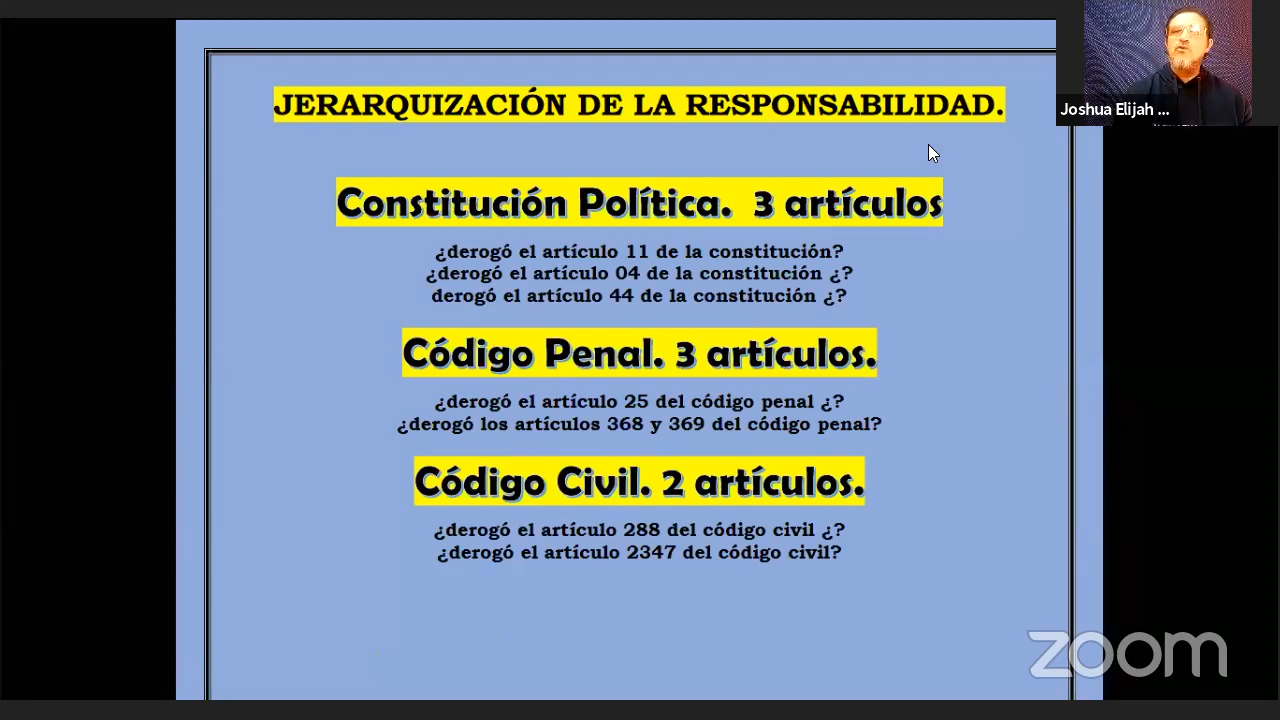 JERARQUIZACIÓN DE LA RESPONSABILIDAD.
Joshua Elijah ...
Constitución Política. 3 artículos
¿derogó el artículo 11 de la constitución?
¿derogó el artículo 04 de la constitución ¿?
derogó el artículo 44 de la constitución ¿?
Código Penal. 3 artículos.
¿derogó el artículo 25 del código penal ¿?
¿derogó los artículos 368 y 369 del código penal?
Código Civil. 2 artículos.
¿derogó el artículo 288 del código civil ¿?
¿derogó el artículo 2347 del código civil?
zoom